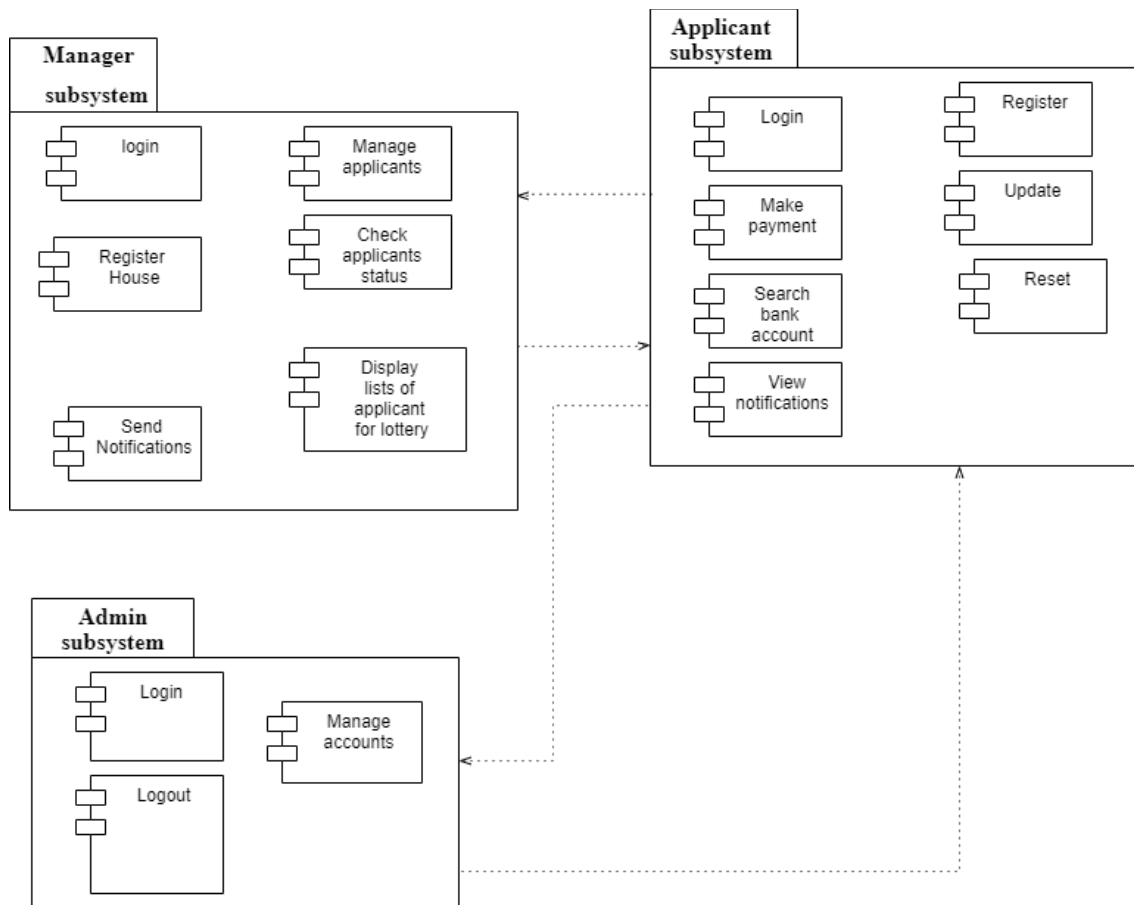 Manager
subsystem
login
Manage
applicants
Register
House
Check
applicants
status
Send
Notifications
Display
lists of
applicant
for lottery
Applicant
subsystem
Login
Register
Make
payment
Update
Search
bank
account
Reset
View
notifications
Admin
subsystem
Login
Manage
accounts
Logout